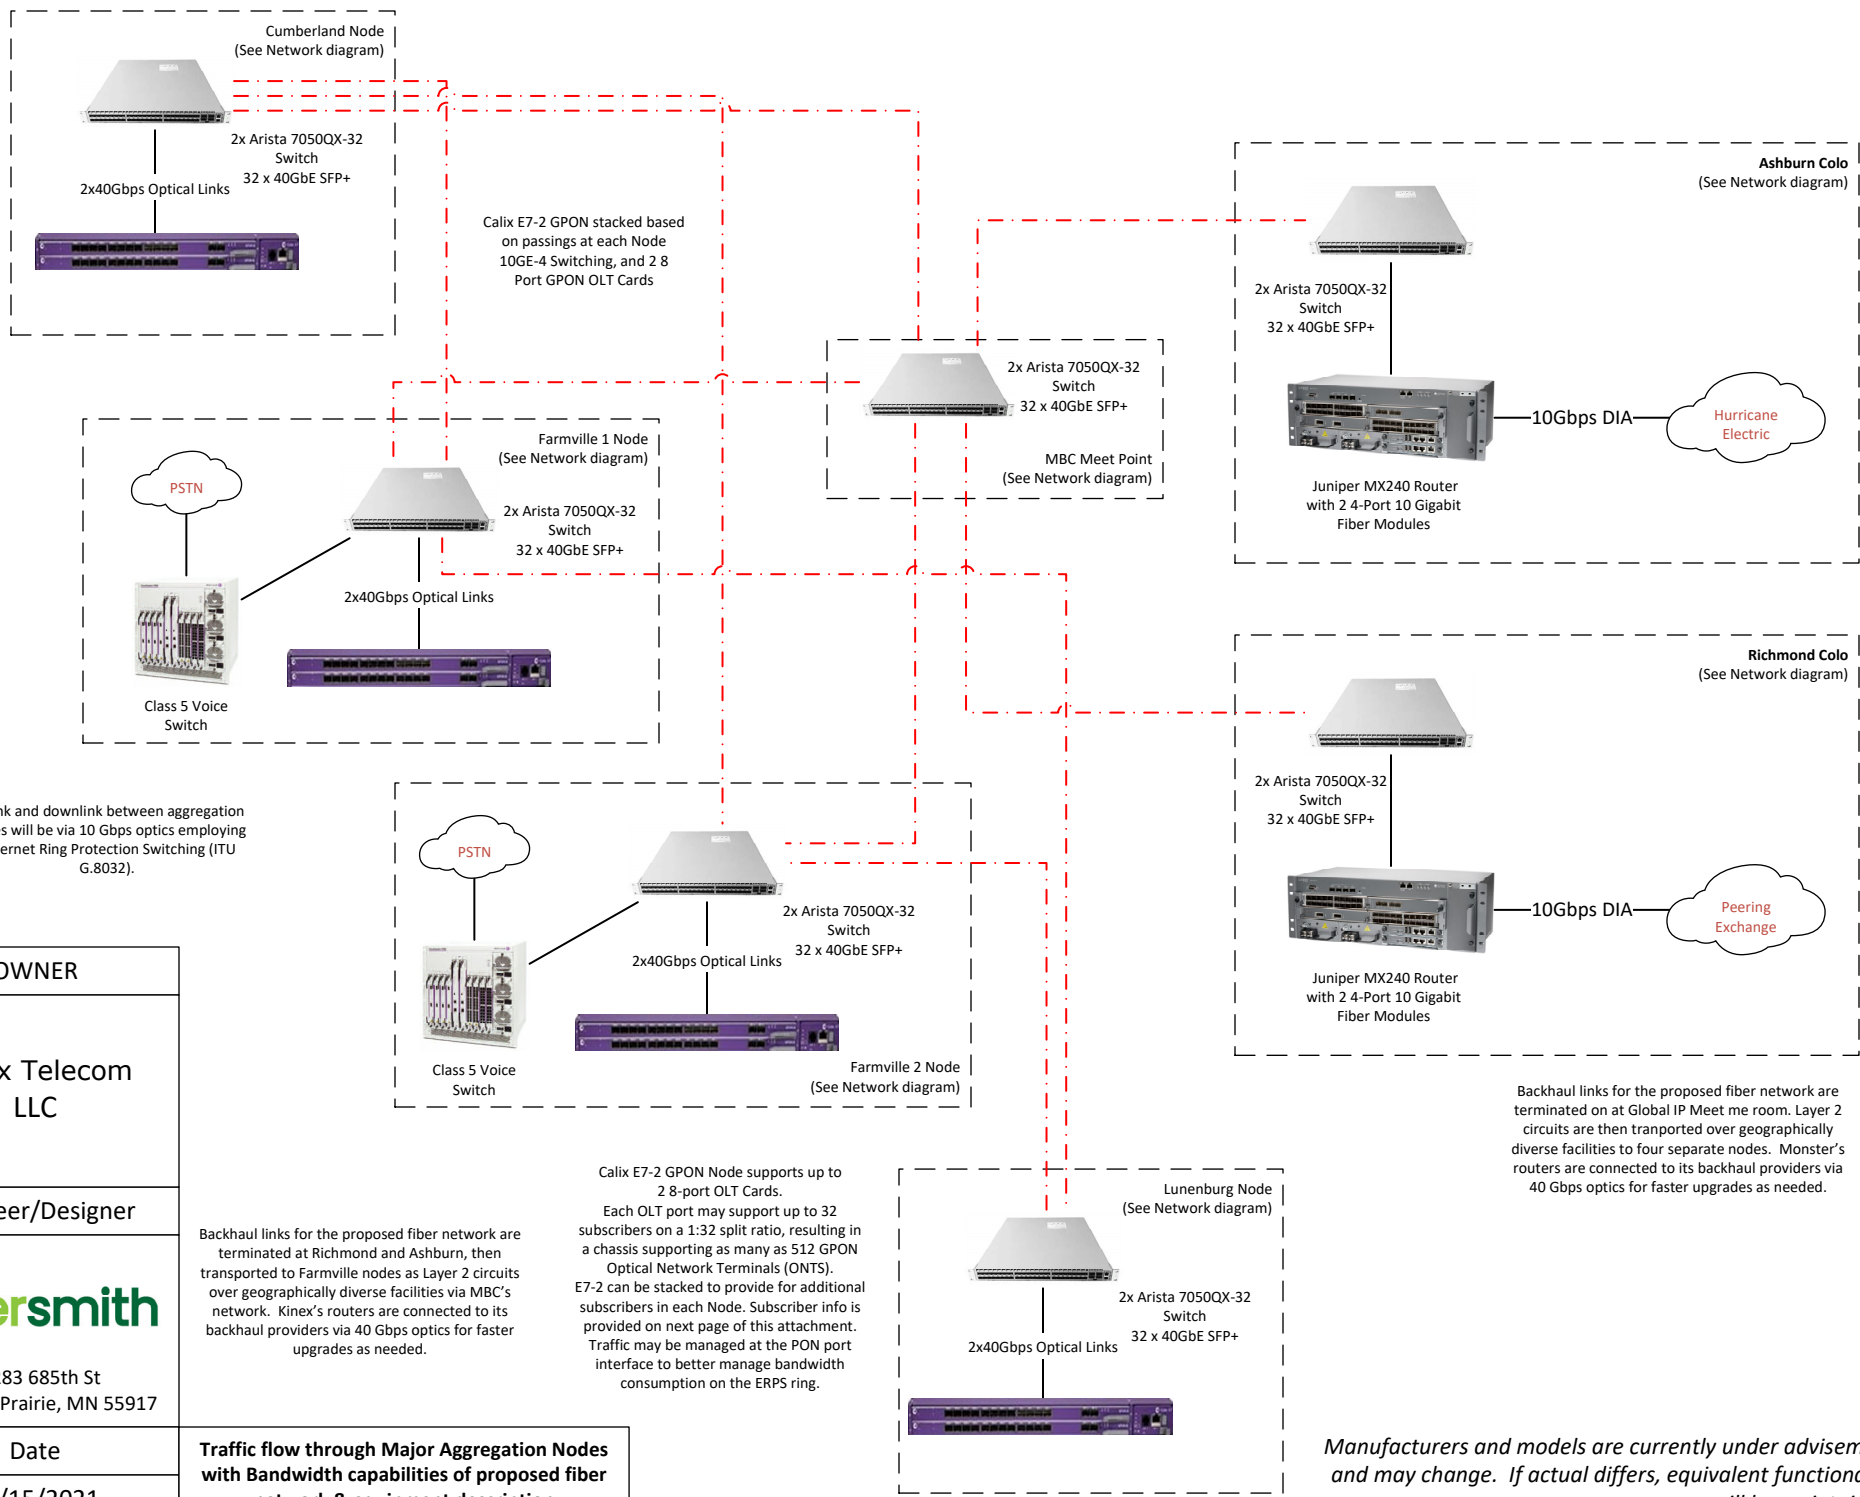 Cumberland Node
(See Network diagram)
2x Arista 7050QX-32
Switch
32 x 40GbE SFP+
2x40Gbps Optical Links
Calix E7-2 GPON stacked based
on passings at each Node
10GE-4 Switching, and 2 8
Port GPON OLT Cards
Ashburn Colo
(See Network diagram)
2x Arista 7050QX-32
Switch
32 x 40GbE SFP+
10Gbps DIA
Hurricane
Electric
Juniper MX240 Router
with 2 4-Port 10 Gigabit
Fiber Modules
2x Arista 7050QX-32
Switch
32 x 40GbE SFP+
MBC Meet Point
(See Network diagram)
Farmville 1 Node
(See Network diagram)
PSTN
2x Arista 7050QX-32
Switch
32 x 40GbE SFP+
2x40Gbps Optical Links
Class 5 Voice
Switch
Richmond Colo
(See Network diagram)
2x Arista 7050QX-32
Switch
32 x 40GbE SFP+
10Gbps DIA
Peering
Exchange
Juniper MX240 Router
with 2 4-Port 10 Gigabit
Fiber Modules
and downlink between aggregation
will be via 10 Gbps optics employing
Ring Protection Switching (ITU
G.8032).
PSTN
2x Arista 7050QX-32
Switch
32 x 40GbE SFP+
2x40Gbps Optical Links
Class 5 Voice
Switch
Farmville 2 Node
(See Network diagram)
OWNER
Telecom
LLC
/Designer
smith
685th St
Prairie, MN 55917
Date
Backhaul links for the proposed fiber network are
terminated at Richmond and Ashburn, then
transported to Farmville nodes as Layer 2 circuits
over geographically diverse facilities via MBC's
network. Kinex's routers are connected to its
backhaul providers via 40 Gbps optics for faster
upgrades as needed.
Calix E7-2 GPON Node supports up to
2 8-port OLT Cards.
Each OLT port may support up to 32
subscribers on a 1:32 split ratio, resulting in
a chassis supporting as many as 512 GPON
Optical Network Terminals (ONTS).
E7-2 can be stacked to provide for additional
subscribers in each Node. Subscriber info is
provided on next page of this attachment.
Traffic may be managed at the PON port
interface to better manage bandwidth
consumption on the ERPS ring.
Backhaul links for the proposed fiber network are
terminated on at Global IP Meet me room. Layer 2
circuits are then tranported over geographically
diverse facilities to four separate nodes. Monster's
routers are connected to its backhaul providers via
40 Gbps optics for faster upgrades as needed.
Lunenburg Node
(See Network diagram)
2x Arista 7050QX-32
Switch
32 x 40GbE SFP+
2x40Gbps Optical Links
Traffic flow through Major Aggregation Nodes
with Bandwidth capabilities of proposed fiber
Manufacturers and models are currently under
and may change. If actual differs, equivalent